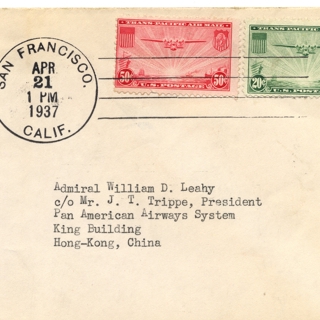 SAN FRANCISCO.
APR
21
1 PM
1937
CALIF.
TRANS-PACIFIC AIR MAIL
50¢ 50¢
U.S. POSTAGE
TRANS-PACIFIC
20¢
U.S. POS
Admiral William D. Leahy
c/o Mr. J. T. Trippe, President
Pan American Airways System
King Building
Hong-Kong, China